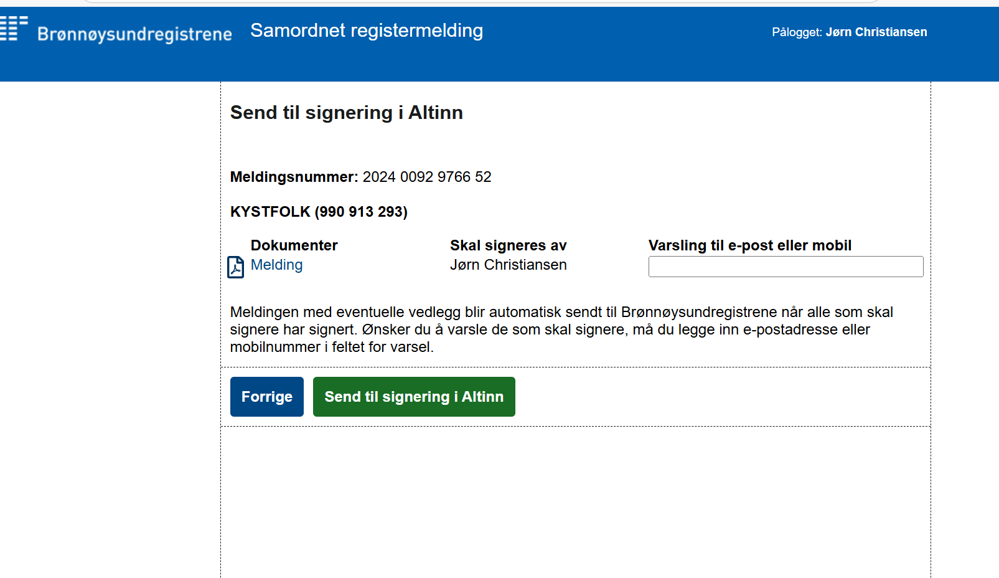 Brønnøysundregistrene Samordnet registermelding Pålogget: Jørn Christiansen
Send til signering i Altinn
Meldingsnummer: 2024 0092 9766 52
KYSTFOLK (990 913 293)
Dokumenter Skal signeres av Varsling til e-post eller mobil
Melding Jørn Christiansen
Meldingen med eventuelle vedlegg blir automatisk sendt til Brønnøysundregistrene når alle som skal
signere har signert. Ønsker du å varsle de som skal signere, må du legge inn e-postadresse eller
mobilnummer i feltet for varsel.
Forrige Send til signering i Altinn